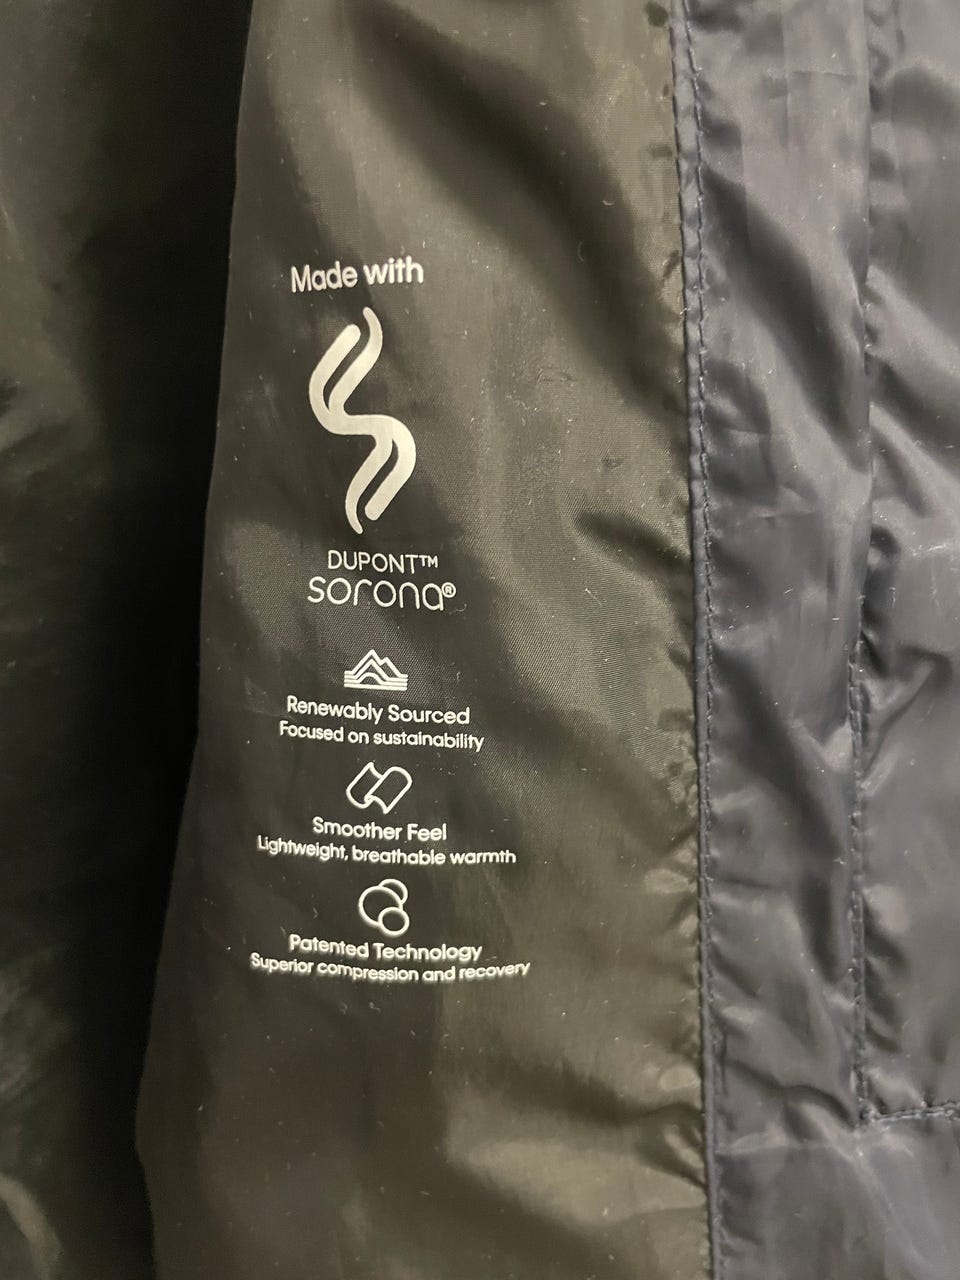 Made with
DUPONT™
sorona®
Renewably Sourced
Focused on sustainability
Smoother Feel
Lightweight, breathable warmth
Patented Technology
Superior compression and recovery